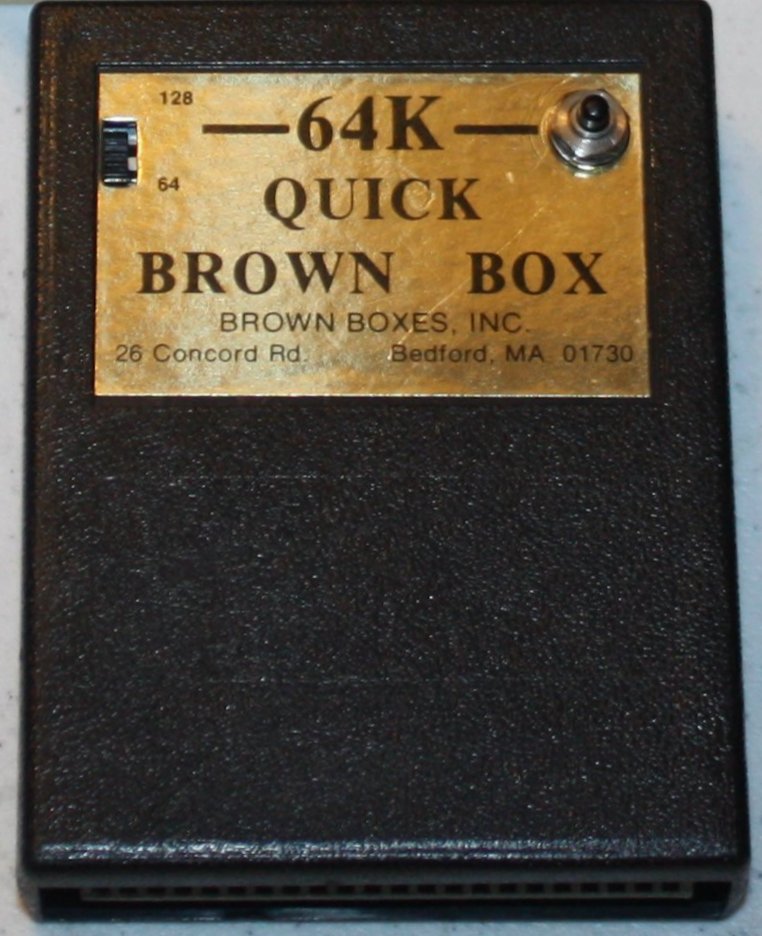 128
64K
64
QUICK
BROWN BOX
BROWN BOXES, INC.
26 Concord Rd. Bedford, MA 01730